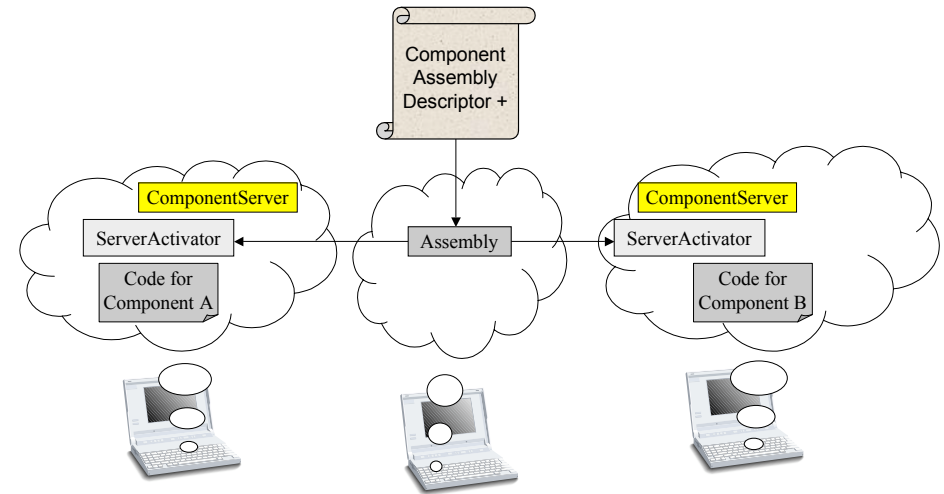 Component
Assembly
Descriptor +
ComponentServer
ServerActivator
Code for
Component A
Assembly
ComponentServer
ServerActivator
Code for
Component B